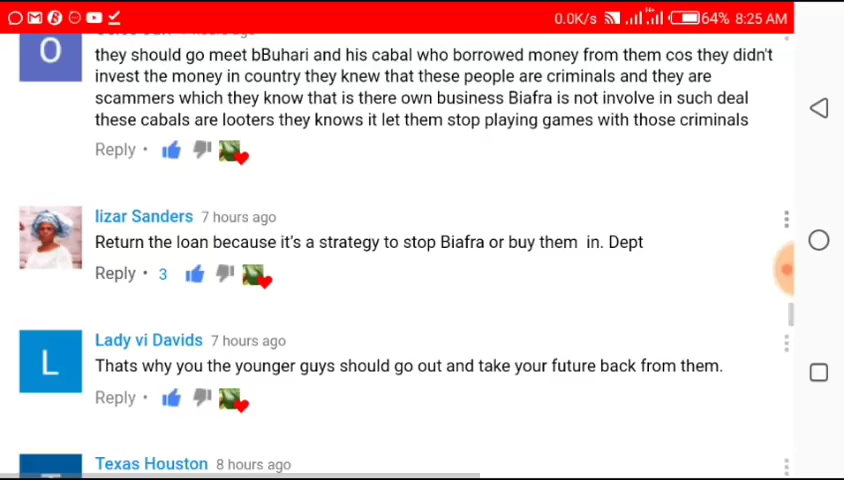 0.0K/s 64% 8:25 AM
O
they should go meet bBuhari and his cabal who borrowed money from them cos they didn't
invest the money in country they knew that these people are criminals and they are
scammers which they know that is there own business Biafra is not involve in such deal
these cabals are looters they knows it let them stop playing games with those criminals
Reply •
lizar Sanders 7 hours ago
Return the loan because it's a strategy to stop Biafra or buy them in. Dept
Reply • 3
L
Lady vi Davids 7 hours ago
Thats why you the younger guys should go out and take your future back from them.
Reply •
Texas Houston 8 hours ago